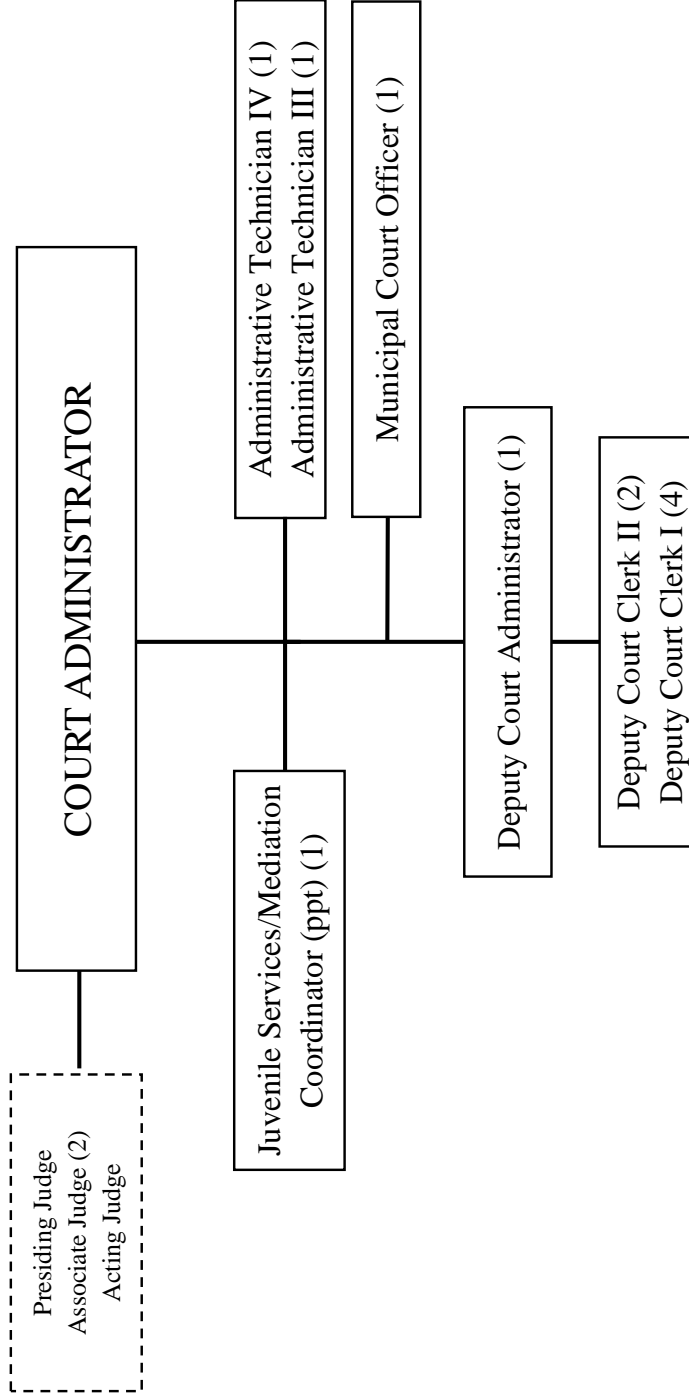 Presiding Judge
Associate Judge (2)
Acting Judge
COURT ADMINISTRATOR
Juvenile Services/Mediation
Coordinator (ppt) (1)
Administrative Technician IV (1)
Administrative Technician III (1)
Municipal Court Officer (1)
Deputy Court Administrator (1)
Deputy Court Clerk II (2)
Deputy Court Clerk I (4)